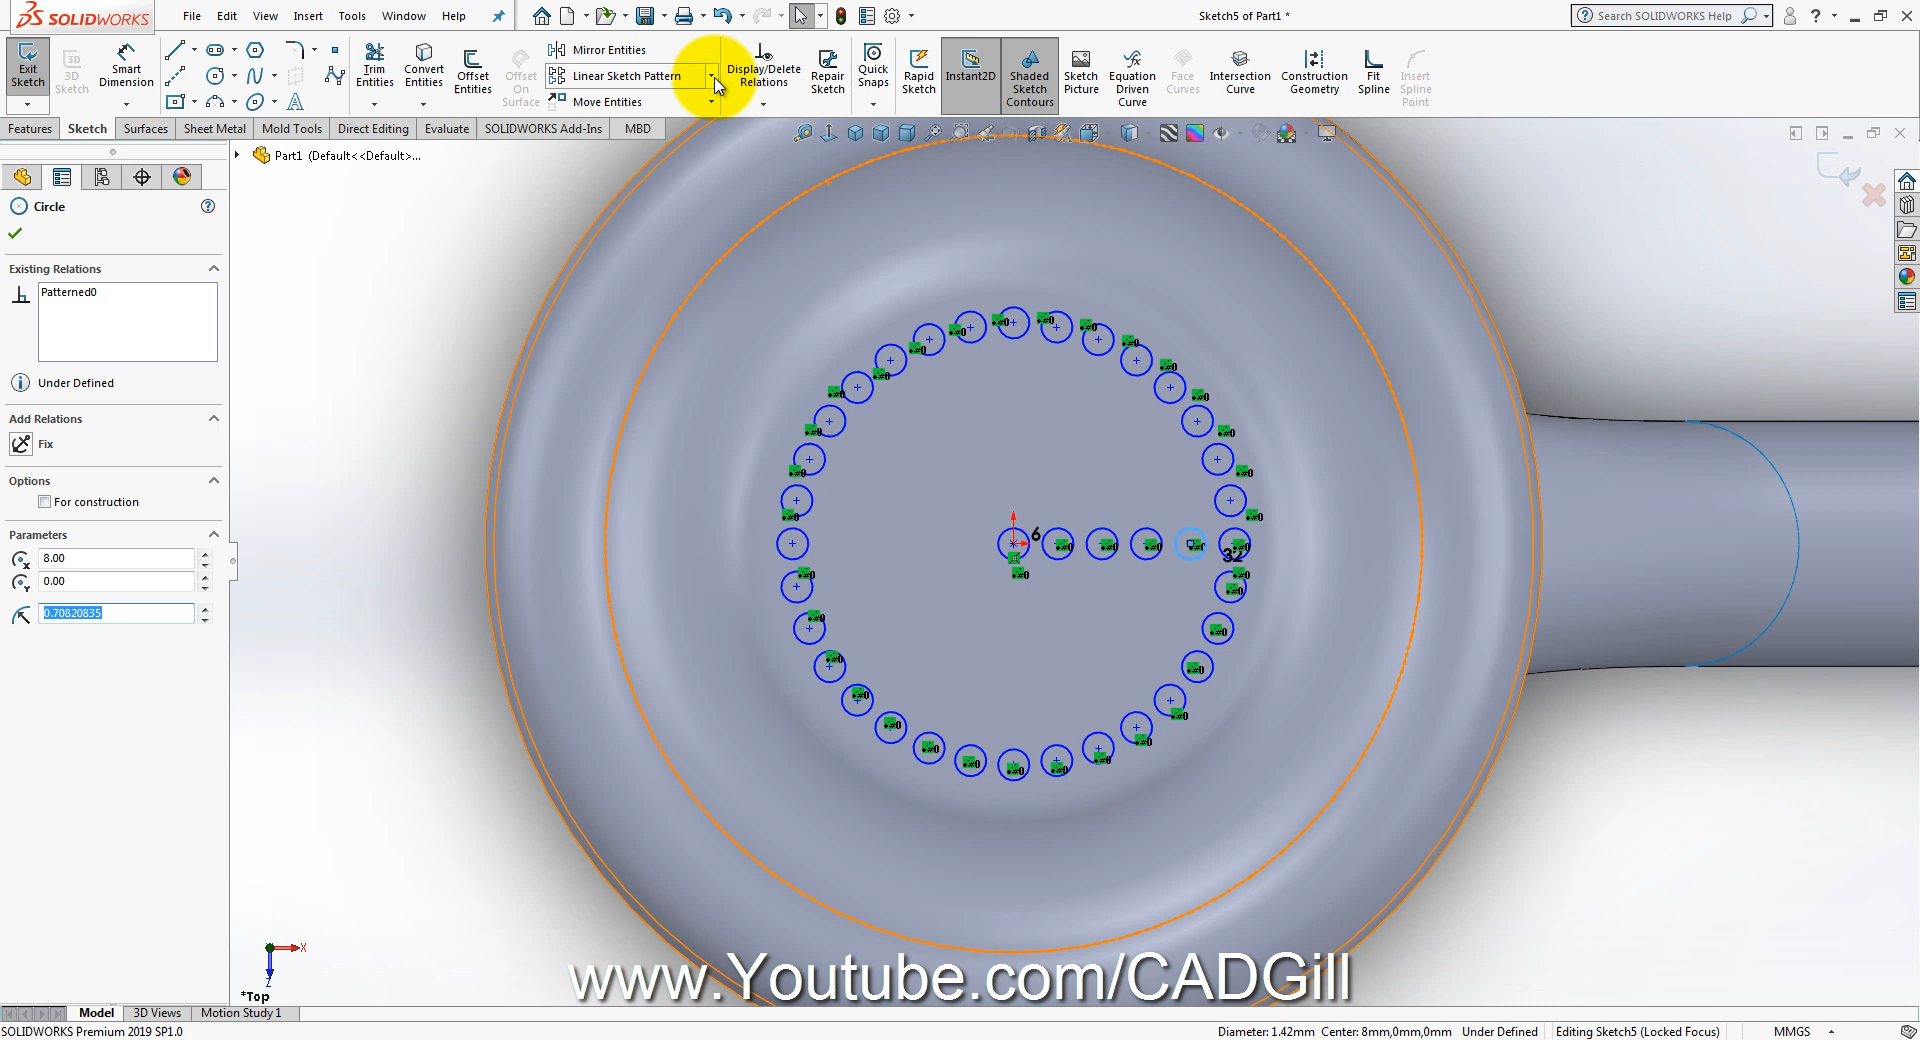 SOLIDWORKS File Edit View Insert Tools Window Help Sketch5 of Part1 * Search SOLIDWORKS Help
Exit Sketch 3D Sketch Smart Dimension Trim Entities Convert Entities Offset Entities Offset On Surface Mirror Entities Linear Sketch Pattern Move Entities Display/Delete Relations Repair Sketch Quick Snaps Rapid Sketch Instant2D Shaded Sketch Contours Sketch Picture Equation Driven Curve Face Curves Intersection Curve Construction Geometry Fit Spline Insert Spline Point
Features Sketch Surfaces Sheet Metal Mold Tools Direct Editing Evaluate SOLIDWORKS Add-Ins MBD
Part1 (Default<<Default>...
Circle
Existing Relations
Patterned0
Under Defined
Add Relations
Fix
Options
For construction
Parameters
8.00
0.00
0.70820835
6
32
X
Z
*Top
www.Youtube.com/CADGill
Model 3D Views Motion Study 1
SOLIDWORKS Premium 2019 SP1.0 Diameter: 1.42mm Center: 8mm,0mm,0mm Under Defined Editing Sketch5 (Locked Focus) MMGS